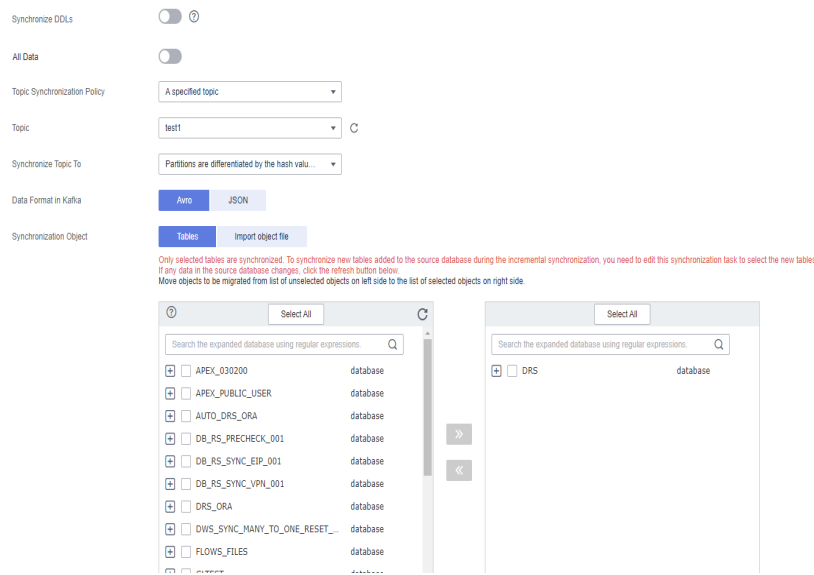 Synchronize DDLs
?
All Data
Topic Synchronization Policy
A specified topic
Topic
test1
Synchronize Topic To
Partitions are differentiated by the hash valu...
Data Format in Kafka
Avro
JSON
Synchronization Object
Tables
Import object file
Only selected tables are synchronized. To synchronize new tables added to the source database during the incremental synchronization, you need to edit this synchronization task to select the new tables
If any data in the source database changes, click the refresh button below.
Move objects to be migrated from list of unselected objects on left side to the list of selected objects on right side.
?
Select All
Search the expanded database using regular expressions.
APEX_030200 database
APEX_PUBLIC_USER database
AUTO_DRS_ORA database
DB_RS_PRECHECK_001 database
DB_RS_SYNC_EIP_001 database
DB_RS_SYNC_VPN_001 database
DRS_ORA database
DWS_SYNC_MANY_TO_ONE_RESET_... database
FLOWS_FILES database
Select All
Search the expanded database using regular expressions.
DRS database